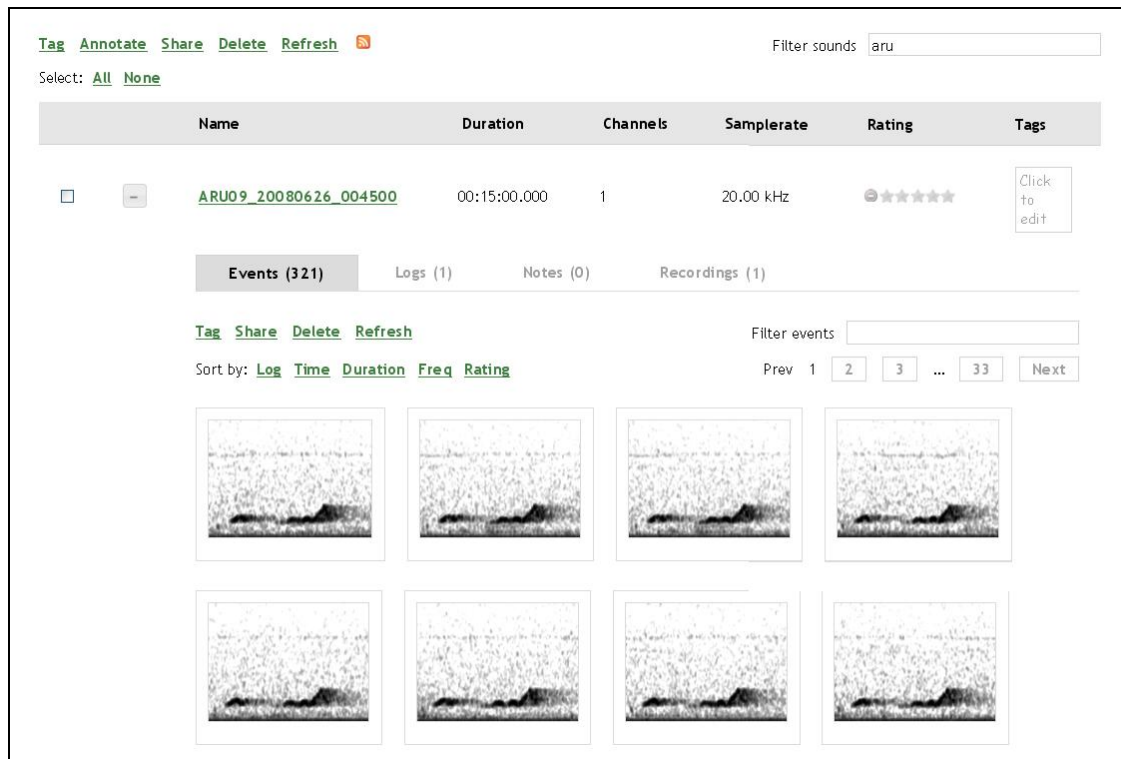 Tag Annotate Share Delete Refresh Filter sounds aru
Select: All None
Name Duration Channels Samplerate Rating Tags
ARU09_20080626_004500 00:15:00.000 1 20.00 kHz Click to edit
Events (321) Logs (1) Notes (0) Recordings (1)
Tag Share Delete Refresh Filter events
Sort by: Log Time Duration Freq Rating Prev 1 2 3 ... 33 Next